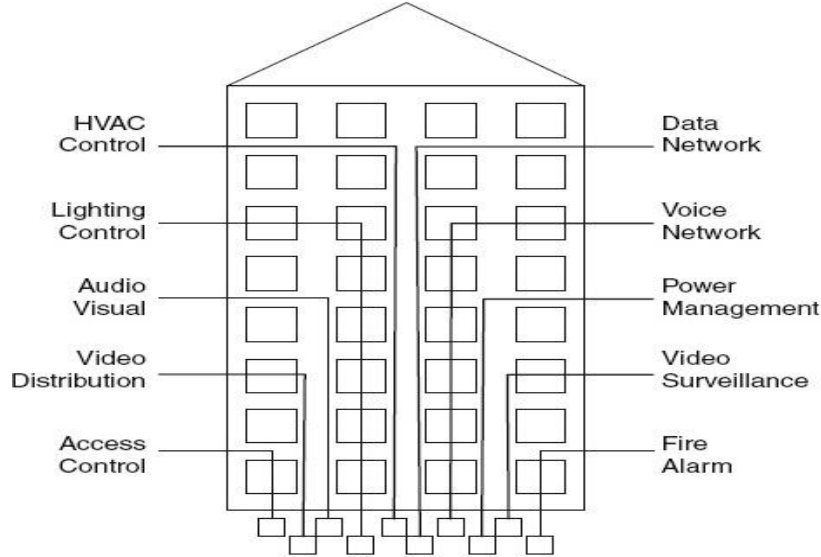 HVAC
Control
Data
Network
Lighting
Control
Voice
Network
Audio
Visual
Power
Management
Video
Distribution
Video
Surveillance
Access
Control
Fire
Alarm